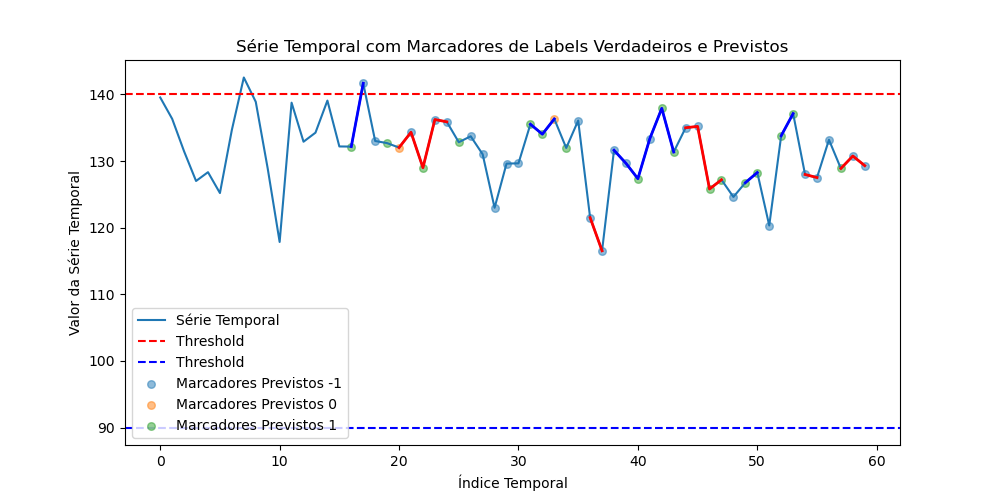 Série Temporal com Marcadores de Labels Verdadeiros e Previstos
Valor da Série Temporal
140
130
120
110
100
90
Série Temporal
Threshold
Threshold
Marcadores Previstos -1
Marcadores Previstos 0
Marcadores Previstos 1
0
10
20
30
40
50
60
Índice Temporal